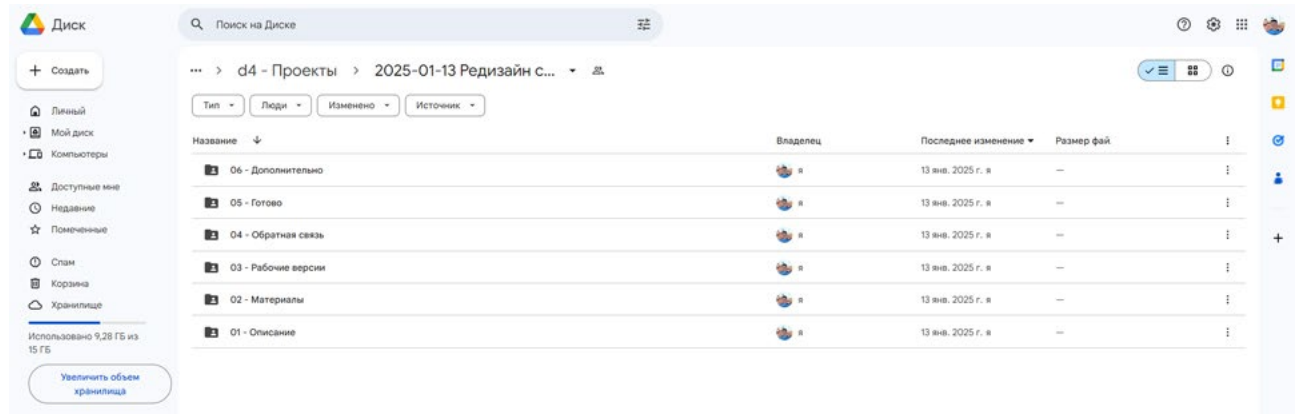 Диск
Поиск на Диске
Создать
Личный
Мой диск
Компьютеры
Доступные мне
Недавние
Помеченные
Спам
Корзина
Хранилище
Использовано 9,28 ГБ из
15 ГБ
Увеличить объем
хранилища
... > d4 - Проекты > 2025-01-13 Редизайн с...
Тип Люди Изменено Источник
Название Владелец Последнее изменение Размер фай
06 - Дополнительно я 13 янв. 2025 г. я —
05 - Готово я 13 янв. 2025 г. я —
04 - Обратная связь я 13 янв. 2025 г. я —
03 - Рабочие версии я 13 янв. 2025 г. я —
02 - Материалы я 13 янв. 2025 г. я —
01 - Описание я 13 янв. 2025 г. я —